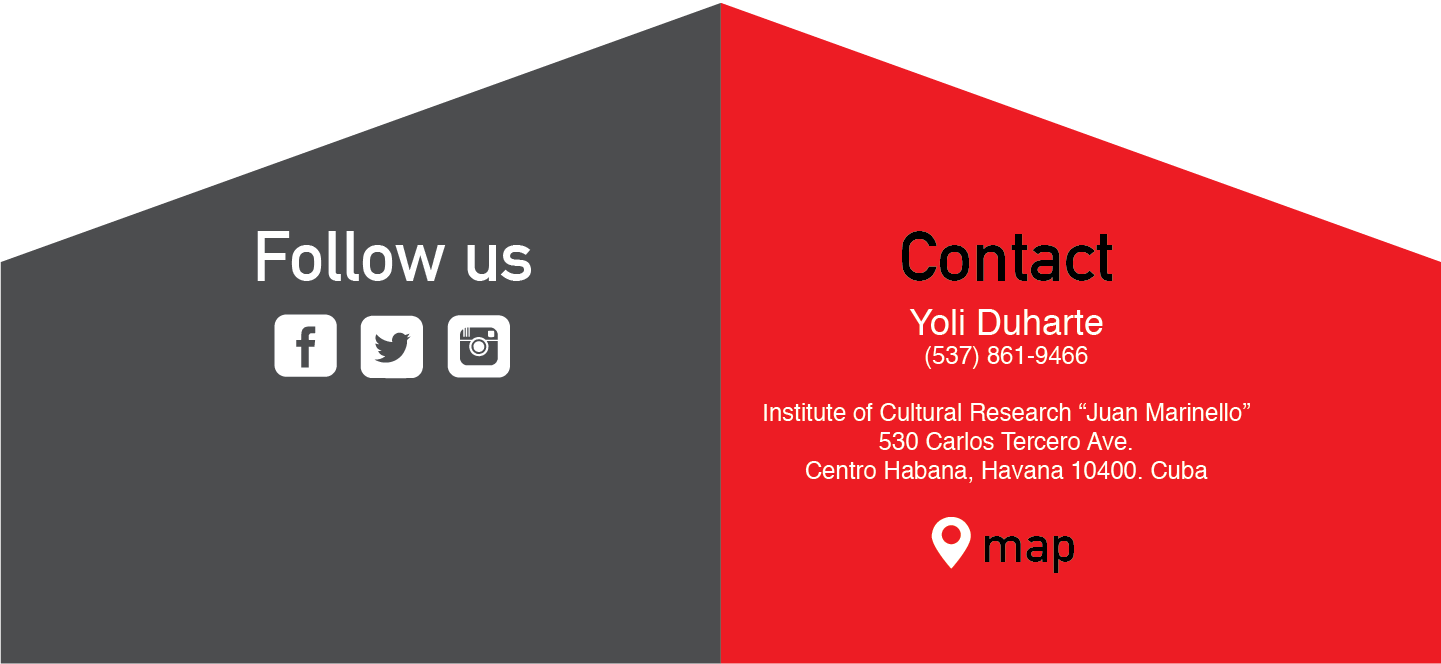 Follow us
Contact
Yoli Duharte
(537) 861-9466
Institute of Cultural Research “Juan Marinello”
530 Carlos Tercero Ave.
Centro Habana, Havana 10400. Cuba
map